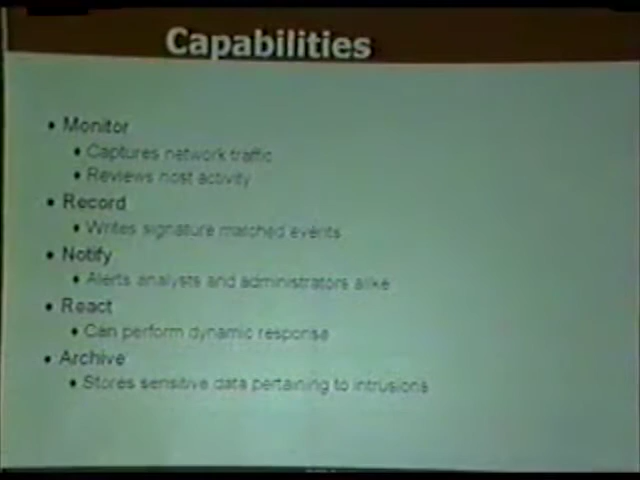 Capabilities
• Monitor
• Captures network traffic
• Reviews host activity
• Record
• Writes signature matched events
• Notify
• Alerts analysts and administrators alike
• React
• Can perform dynamic response
• Archive
• Stores sensitive data pertaining to intrusions